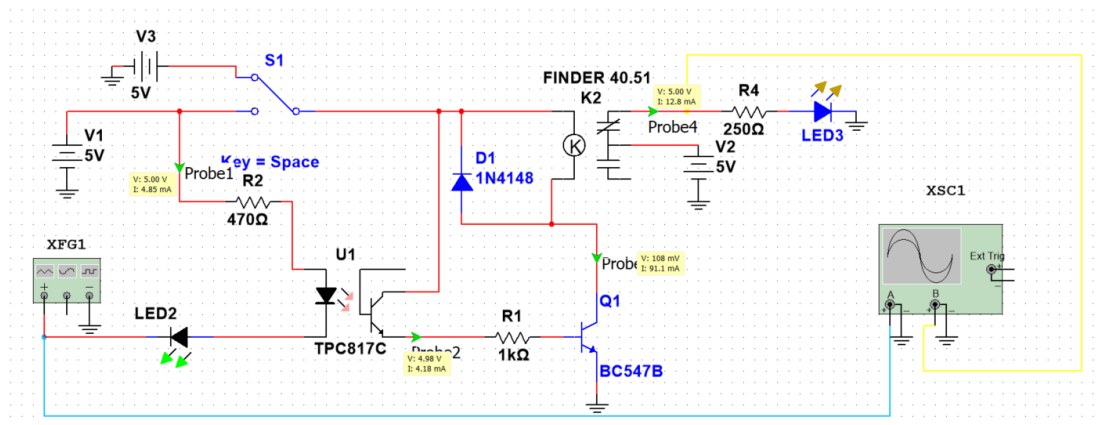 V3
5V
S1
V1
5V
Key = Space
V: 5.00 V
I: 4.85 mA
Probe1
R2
470Ω
XFG1
+
−
LED2
U1
TPC817C
D1
1N4148
FINDER 40.51
K2
K
V: 5.00 V
I: 12.8 mA
Probe4
R4
250Ω
LED3
V2
5V
V: 108 mV
I: 91.1 mA
Probe
Q1
BC547B
R1
1kΩ
Probe2
V: 4.98 V
I: 4.18 mA
XSC1
Ext Trig
+
−
A
B
+
−
+
−